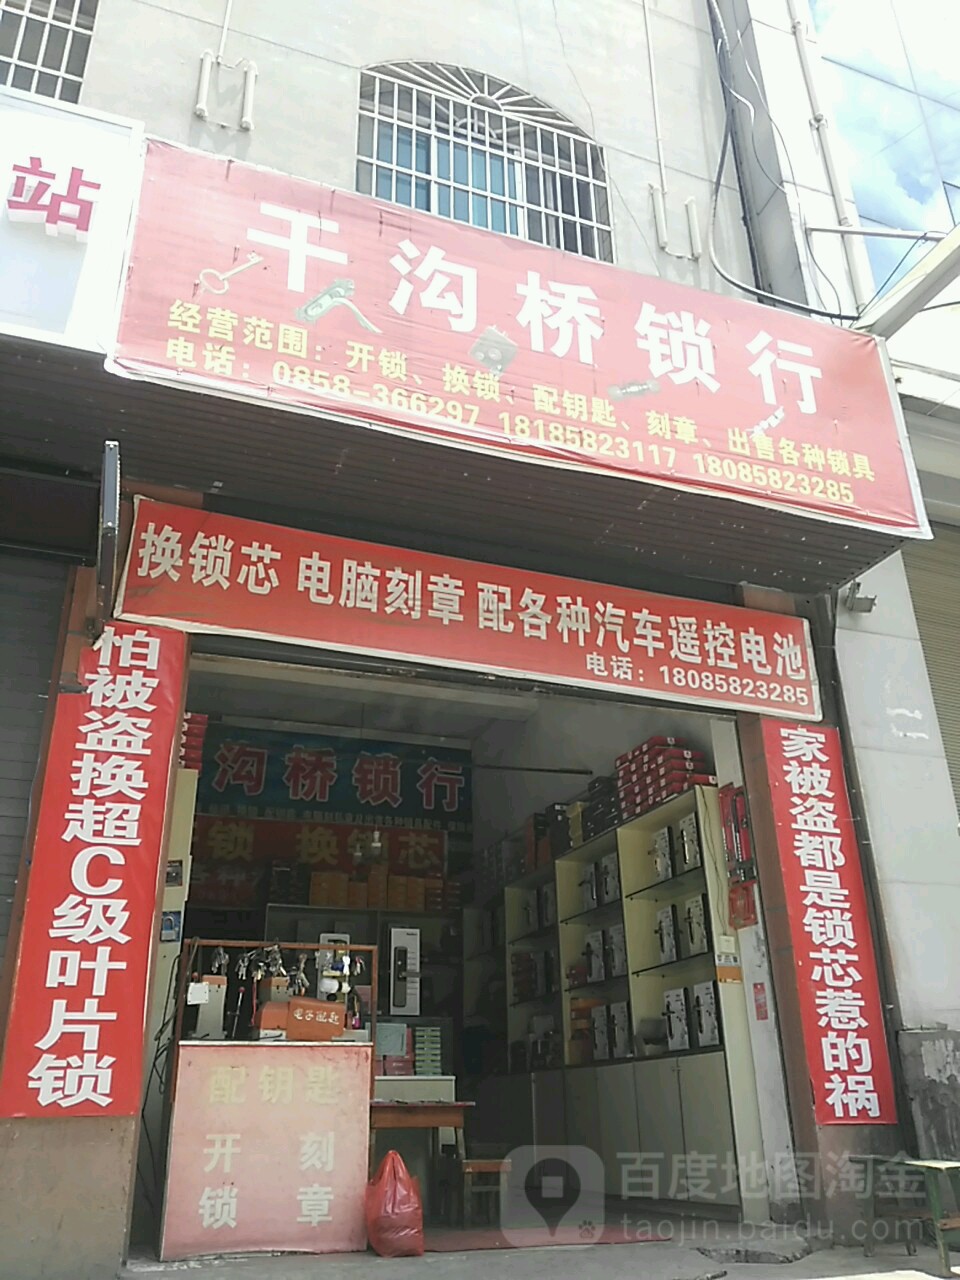 站
干沟桥锁行
经营范围：开锁、换锁、配钥匙、刻章、出售各种锁具
电话：0858-366297 18185823117 18085823285
换锁芯 电脑刻章 配各种汽车遥控电池
电话：18085823285
怕被盗换超C级叶片锁
家被盗都是锁芯惹的祸
沟桥锁行
锁 换锁芯
电子配匙
配钥匙
开 刻
锁 章
百度地图淘金
taojin.baidu.com